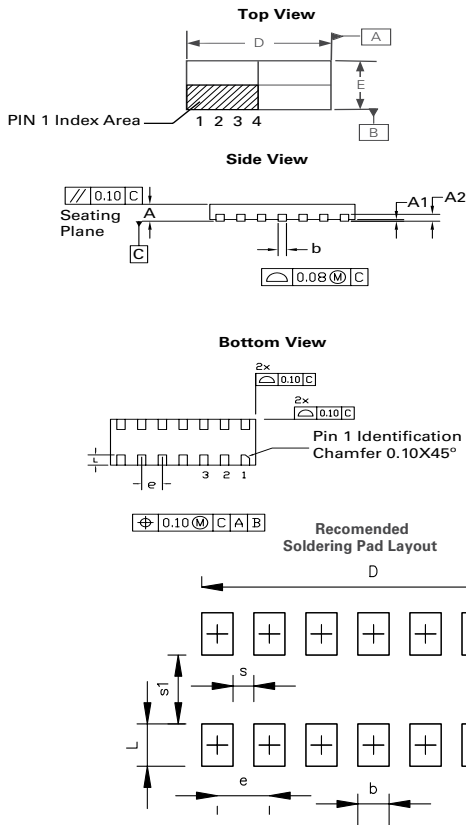 Top View
D
A
E
PIN 1 Index Area
1 2 3 4
B
Side View
// 0.10 C
A1
A2
Seating
Plane
A
C
b
⌓ 0.08 Ⓜ C
Bottom View
2x
⌓ 0.10 C
2x
⌓ 0.10 C
Pin 1 Identification
Chamfer 0.10X45°
L
e
3 2 1
⌖ 0.10 Ⓜ C A B
Recomended
Soldering Pad Layout
D
s
s1
L
e
b